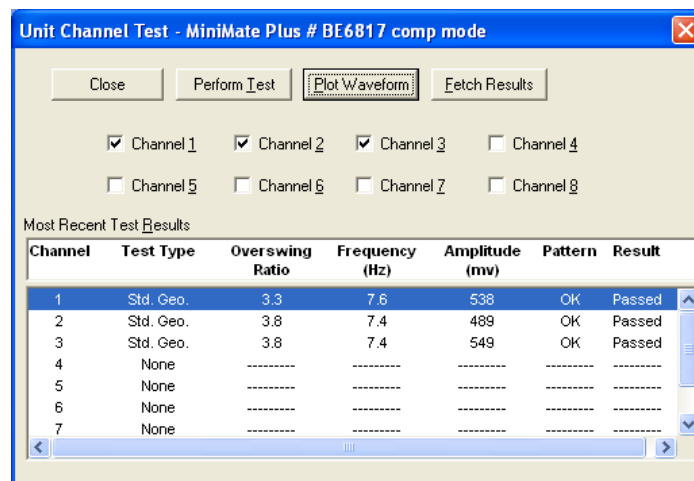 Unit Channel Test - MiniMate Plus # BE6817 comp mode
Close Perform Test Plot Waveform Fetch Results
Channel 1 Channel 2 Channel 3 Channel 4
Channel 5 Channel 6 Channel 7 Channel 8
Most Recent Test Results
Channel Test Type Overswing Ratio Frequency (Hz) Amplitude (mv) Pattern Result
1 Std. Geo. 3.3 7.6 538 OK Passed
2 Std. Geo. 3.8 7.4 489 OK Passed
3 Std. Geo. 3.8 7.4 549 OK Passed
4 None --------- --------- --------- --------- ---------
5 None --------- --------- --------- --------- ---------
6 None --------- --------- --------- --------- ---------
7 None --------- --------- --------- --------- ---------